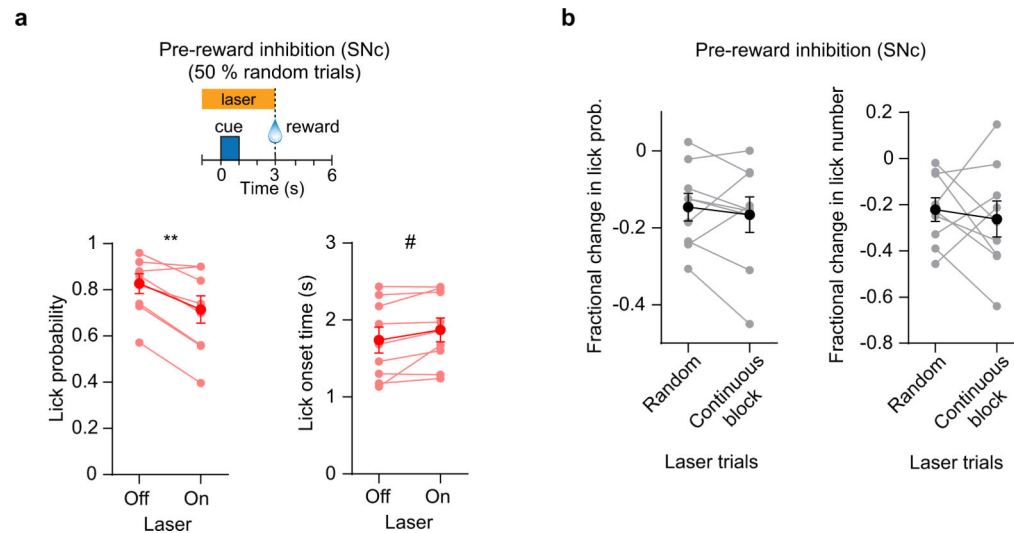 a
Pre-reward inhibition (SNc)
(50 % random trials)
laser
cue
reward
0
3
6
Time (s)
**
Lick probability
1
0.8
0.6
0.4
0.2
0
Off
On
Laser
#
Lick onset time (s)
3
2
1
0
Off
On
Laser
b
Pre-reward inhibition (SNc)
Fractional change in lick prob.
0
-0.2
-0.4
Random
Continuous
block
Laser trials
Fractional change in lick number
0.2
0
-0.2
-0.4
-0.6
-0.8
Random
Continuous
block
Laser trials